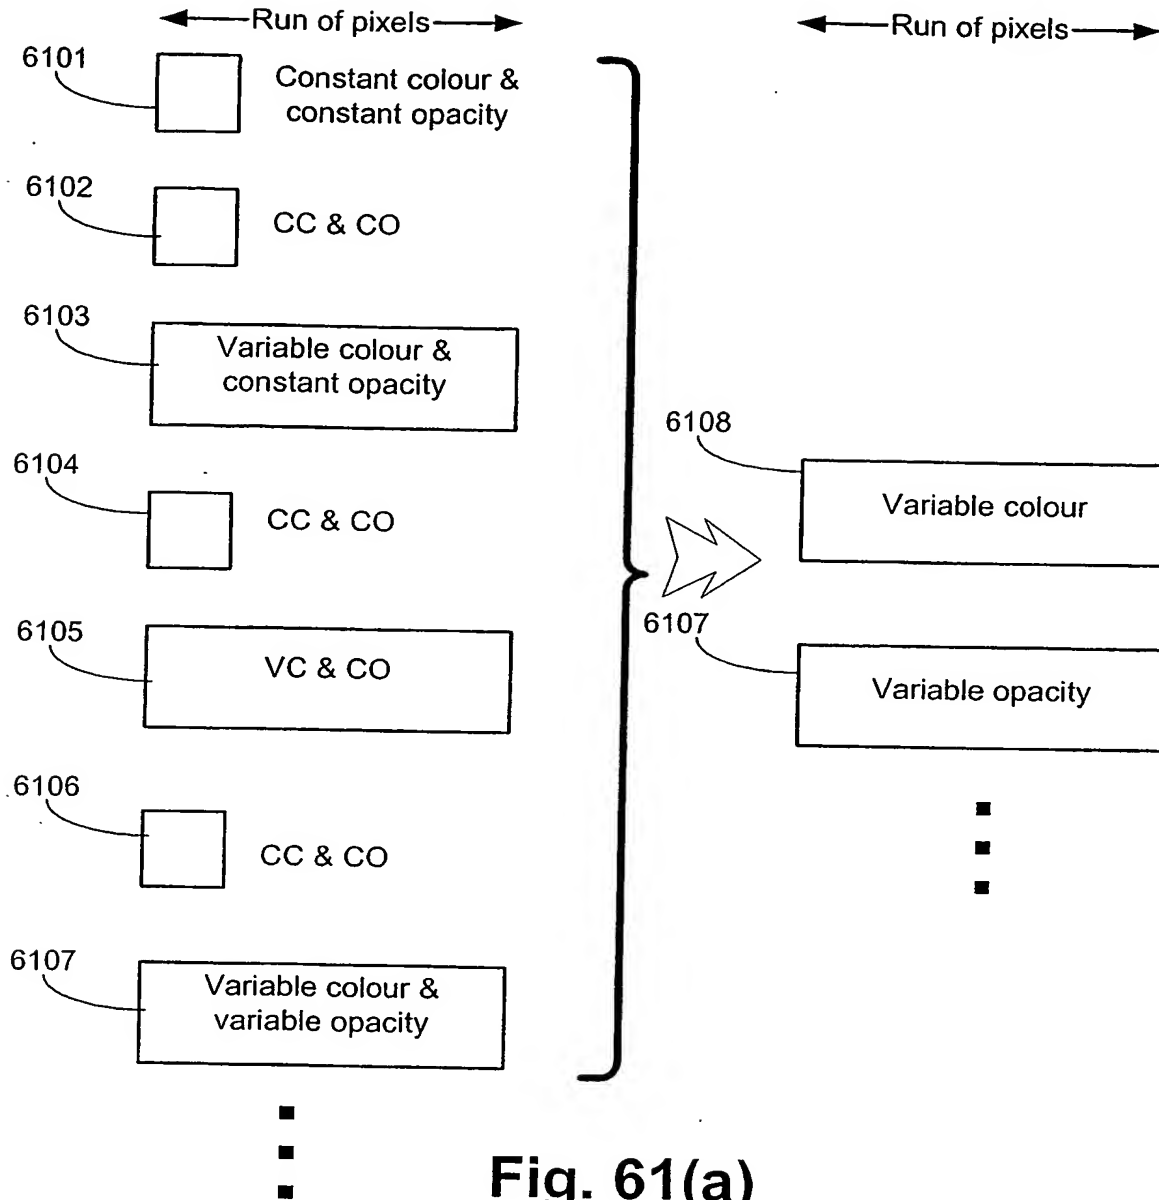 Run of pixels
6101
Constant colour &
constant opacity
6102
CC & CO
6103
Variable colour &
constant opacity
6104
CC & CO
6105
VC & CO
6106
CC & CO
6107
Variable colour &
variable opacity
Run of pixels
6108
Variable colour
6107
Variable opacity
Fig. 61(a)